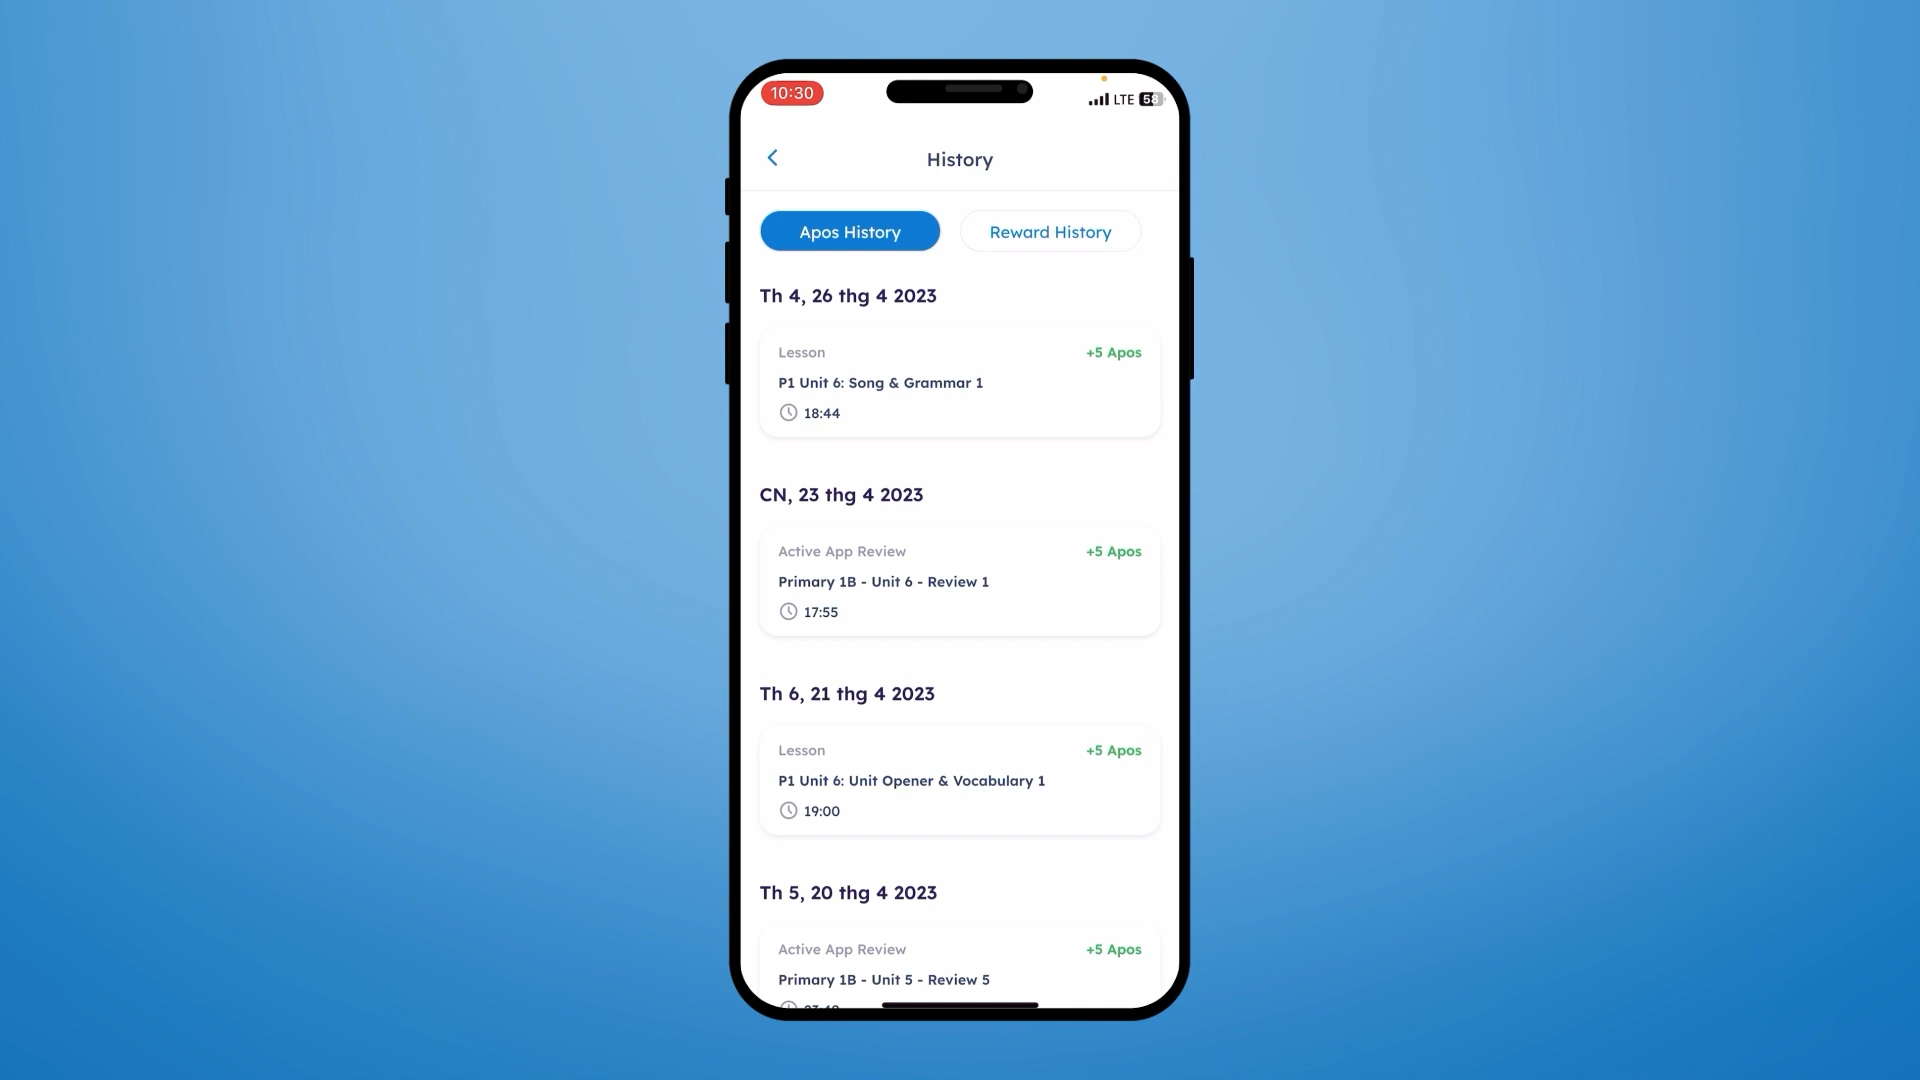 10:30
LTE 58
History
Apos History
Reward History
Th 4, 26 thg 4 2023
Lesson
+5 Apos
P1 Unit 6: Song & Grammar 1
18:44
CN, 23 thg 4 2023
Active App Review
+5 Apos
Primary 1B - Unit 6 - Review 1
17:55
Th 6, 21 thg 4 2023
Lesson
+5 Apos
P1 Unit 6: Unit Opener & Vocabulary 1
19:00
Th 5, 20 thg 4 2023
Active App Review
+5 Apos
Primary 1B - Unit 5 - Review 5